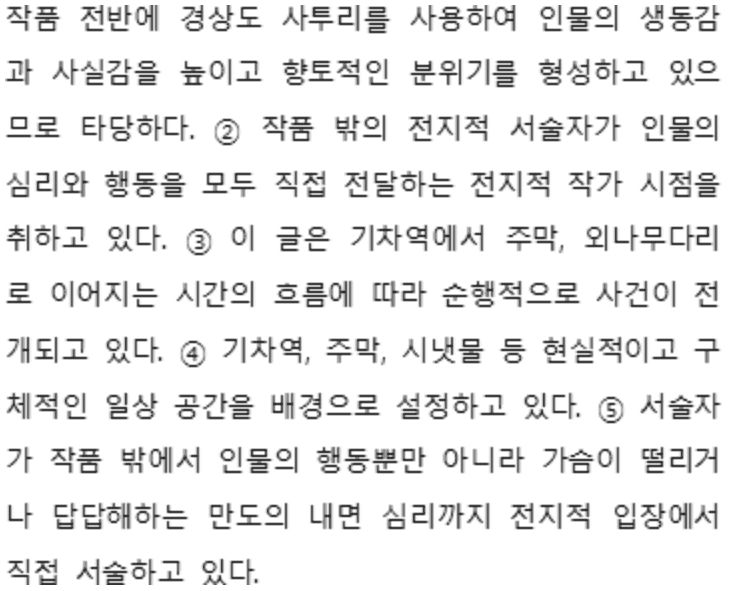 작품 전반에 경상도 사투리를 사용하여 인물의 생동감
과 사실감을 높이고 향토적인 분위기를 형성하고 있으
므로 타당하다. ② 작품 밖의 전지적 서술자가 인물의
심리와 행동을 모두 직접 전달하는 전지적 작가 시점을
취하고 있다. ③ 이 글은 기차역에서 주막, 외나무다리
로 이어지는 시간의 흐름에 따라 순행적으로 사건이 전
개되고 있다. ④ 기차역, 주막, 시냇물 등 현실적이고 구
체적인 일상 공간을 배경으로 설정하고 있다. ⑤ 서술자
가 작품 밖에서 인물의 행동뿐만 아니라 가슴이 떨리거
나 답답해하는 만도의 내면 심리까지 전지적 입장에서
직접 서술하고 있다.